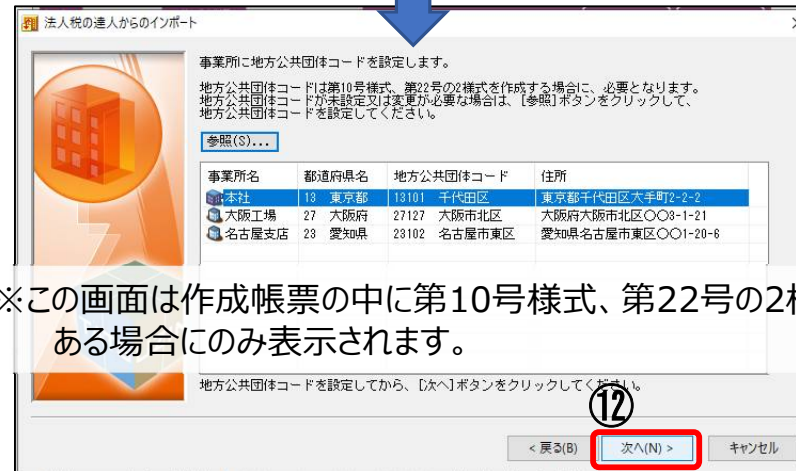 法人税の達人からのインポート
事業所に地方公共団体コードを設定します。
地方公共団体コードは第10号様式、第22号の2様式を作成する場合に、必要となります。
地方公共団体コードが未設定又は変更が必要な場合は、[参照]ボタンをクリックして、
地方公共団体コードを設定してください。
参照(S)...
事業所名 都道府県名 地方公共団体コード 住所
本社 13 東京都 13101 千代田区 東京都千代田区大手町2-2-2
大阪工場 27 大阪府 27127 大阪市北区 大阪府大阪市北区〇〇3-1-21
名古屋支店 23 愛知県 23102 名古屋市東区 愛知県名古屋市東区〇〇1-20-6
※この画面は作成帳票の中に第10号様式、第22号の2様
ある場合にのみ表示されます。
地方公共団体コードを設定してから、[次へ]ボタンをクリックしてください。
⑫
< 戻る(B) 次へ(N) > キャンセル